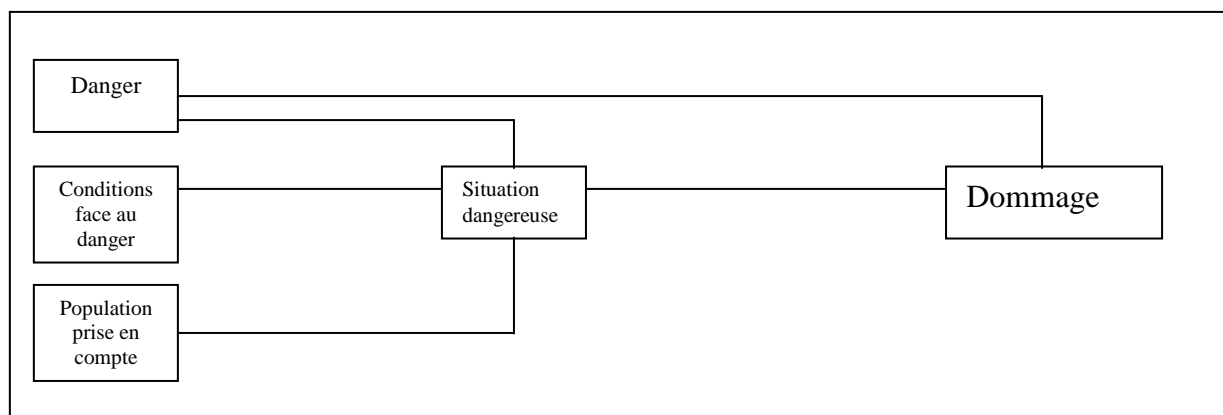 Danger
Conditions
face au
danger
Situation
dangereuse
Dommage
Population
prise en
compte